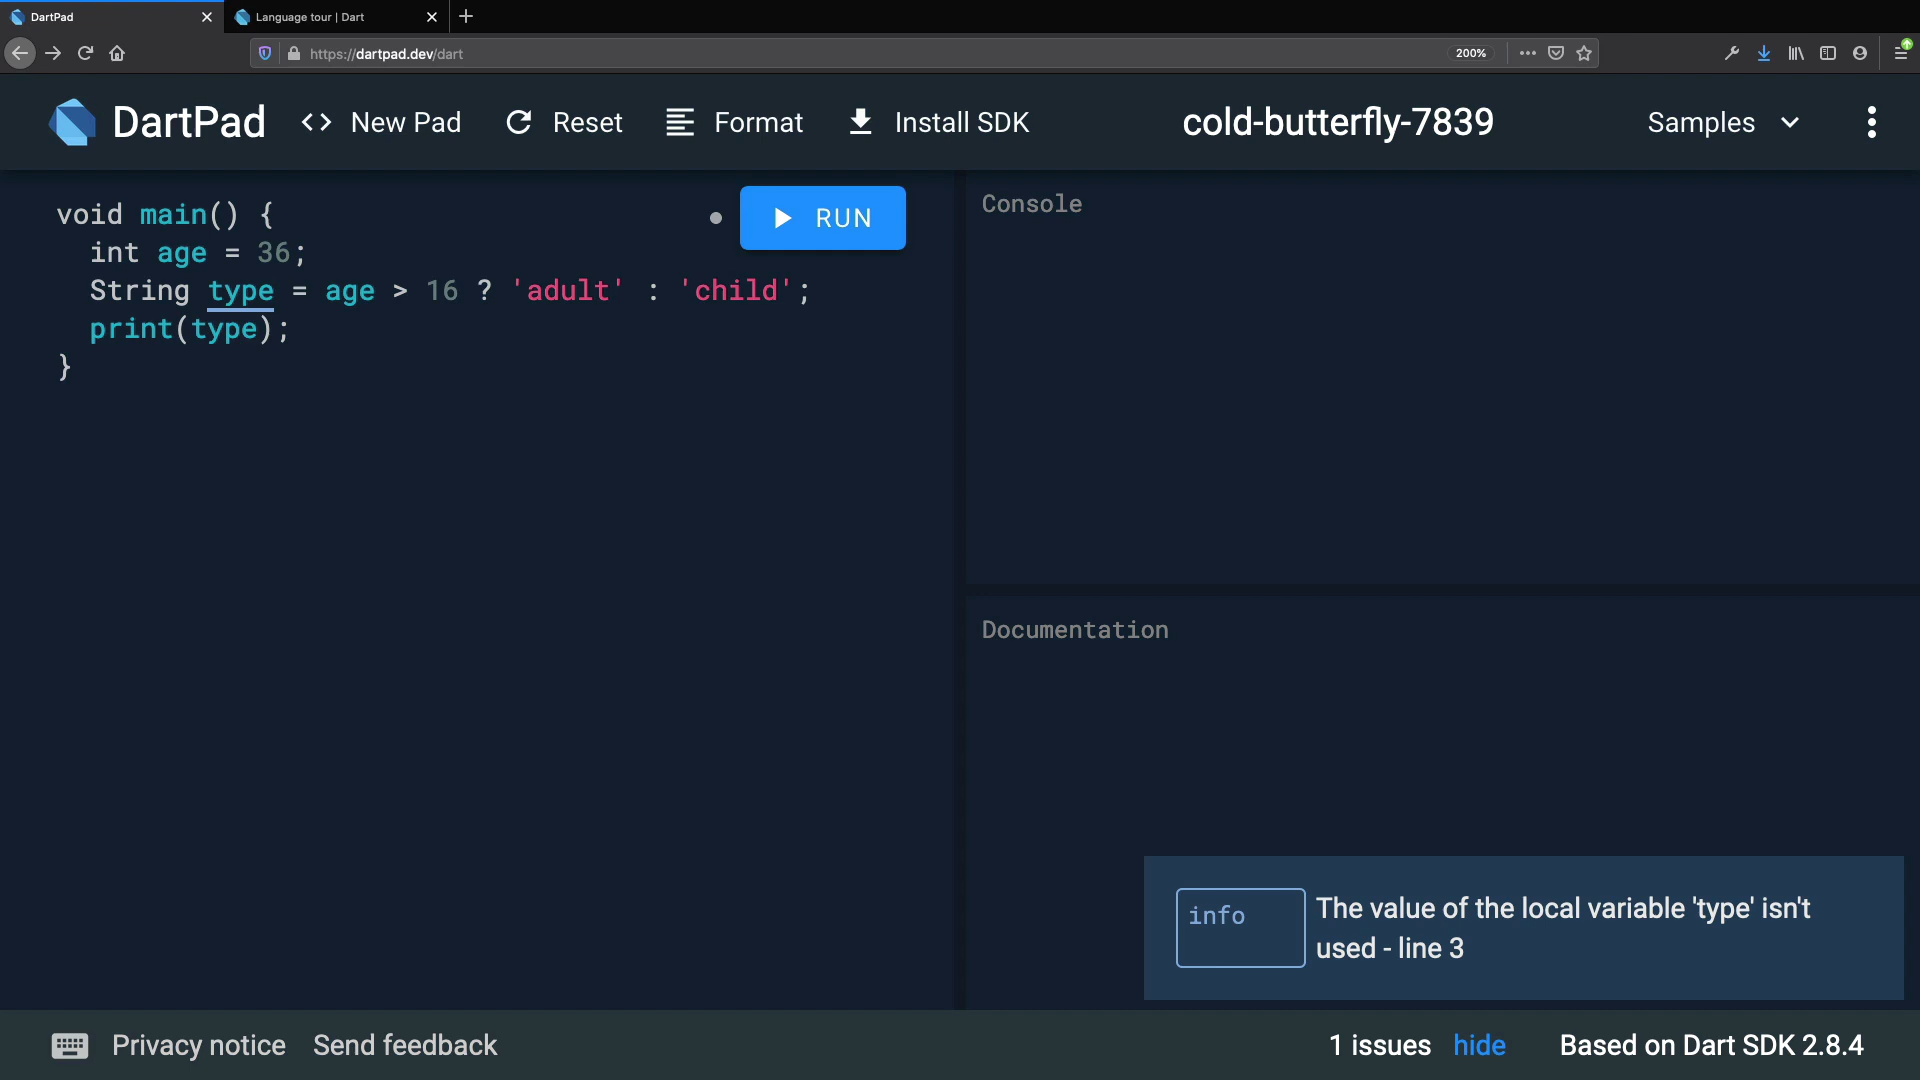 DartPad
Language tour | Dart
https://dartpad.dev/dart
200%
DartPad
<> New Pad
Reset
Format
Install SDK
cold-butterfly-7839
Samples
void main() {
  int age = 36;
  String type = age > 16 ? 'adult' : 'child';
  print(type);
}
RUN
Console
Documentation
info
The value of the local variable 'type' isn't
used - line 3
Privacy notice
Send feedback
1 issues
hide
Based on Dart SDK 2.8.4